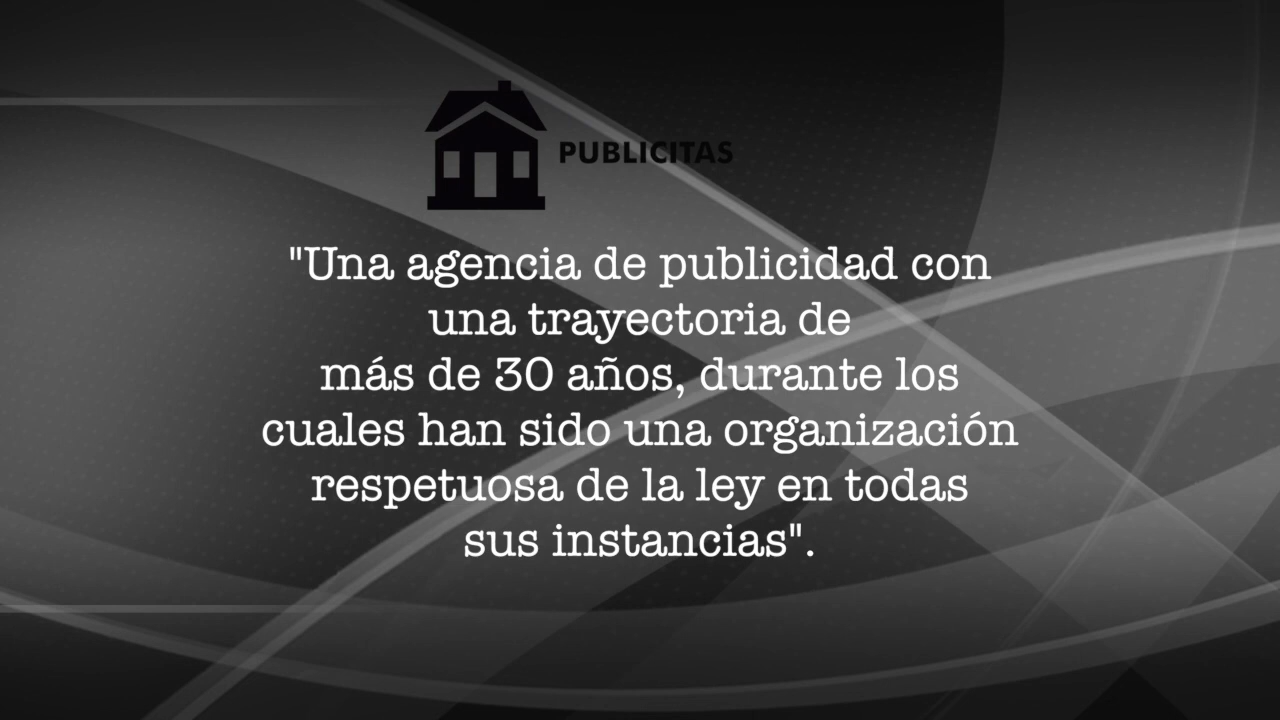 PUBLICITAS
"Una agencia de publicidad con
una trayectoria de
más de 30 años, durante los
cuales han sido una organización
respetuosa de la ley en todas
sus instancias".